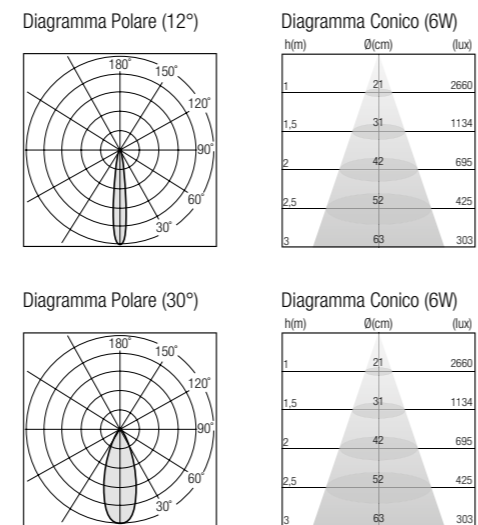 Diagramma Polare (12°)
180°
150°
120°
90°
60°
30°
Diagramma Conico (6W)
h(m) Ø(cm) (lux)
1 21 2660
1,5 31 1134
2 42 695
2,5 52 425
3 63 303
Diagramma Polare (30°)
180°
150°
120°
90°
60°
30°
Diagramma Conico (6W)
h(m) Ø(cm) (lux)
1 21 2660
1,5 31 1134
2 42 695
2,5 52 425
3 63 303